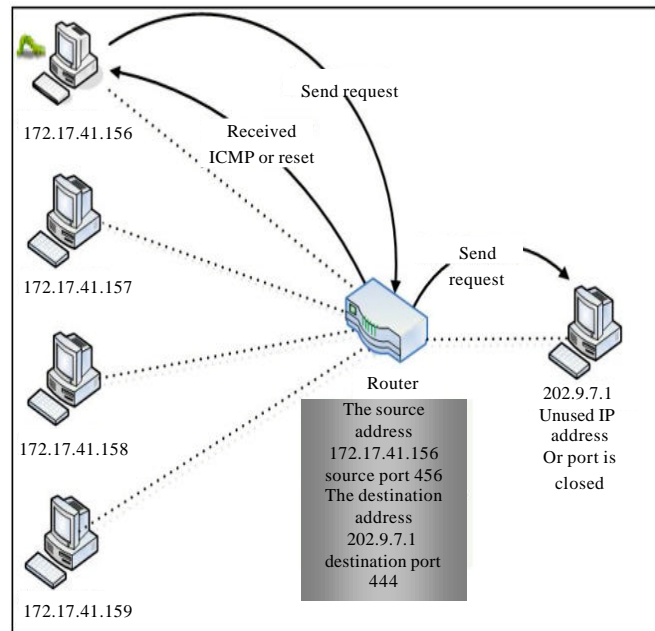 172.17.41.156
Send request
Received
ICMP or reset
172.17.41.157
Send
request
172.17.41.158
Router
202.9.7.1
Unused IP
address
Or port is
closed
The source
address
172.17.41.156
source port 456
The destination
address
202.9.7.1
destination port
444
172.17.41.159